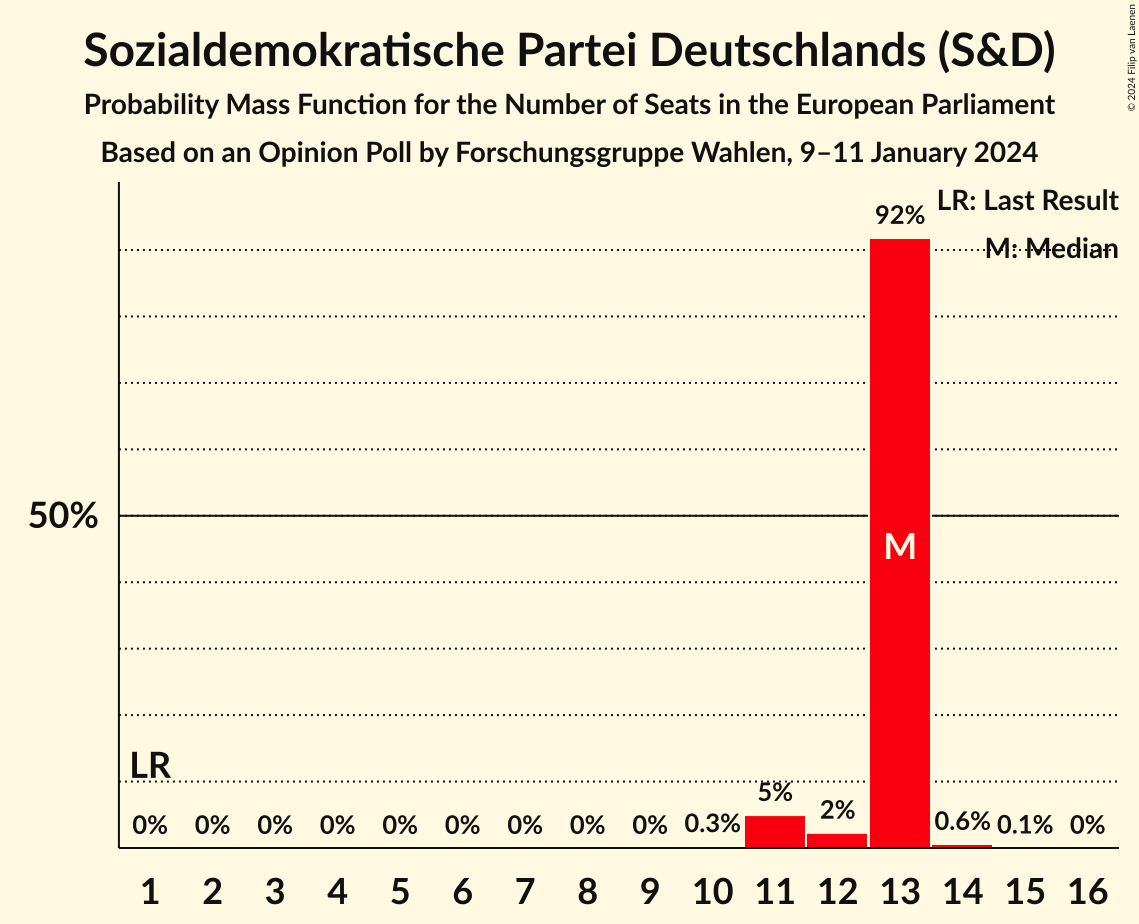 Sozialdemokratische Partei Deutschlands (S&D)
Probability Mass Function for the Number of Seats in the European Parliament
Based on an Opinion Poll by Forschungsgruppe Wahlen, 9–11 January 2024
© 2024 Filip van Laenen
LR: Last Result
M: Median
92%
50%
M
LR
0% 0% 0% 0% 0% 0% 0% 0% 0% 0.3% 5% 2% 0.6% 0.1% 0%
1 2 3 4 5 6 7 8 9 10 11 12 13 14 15 16